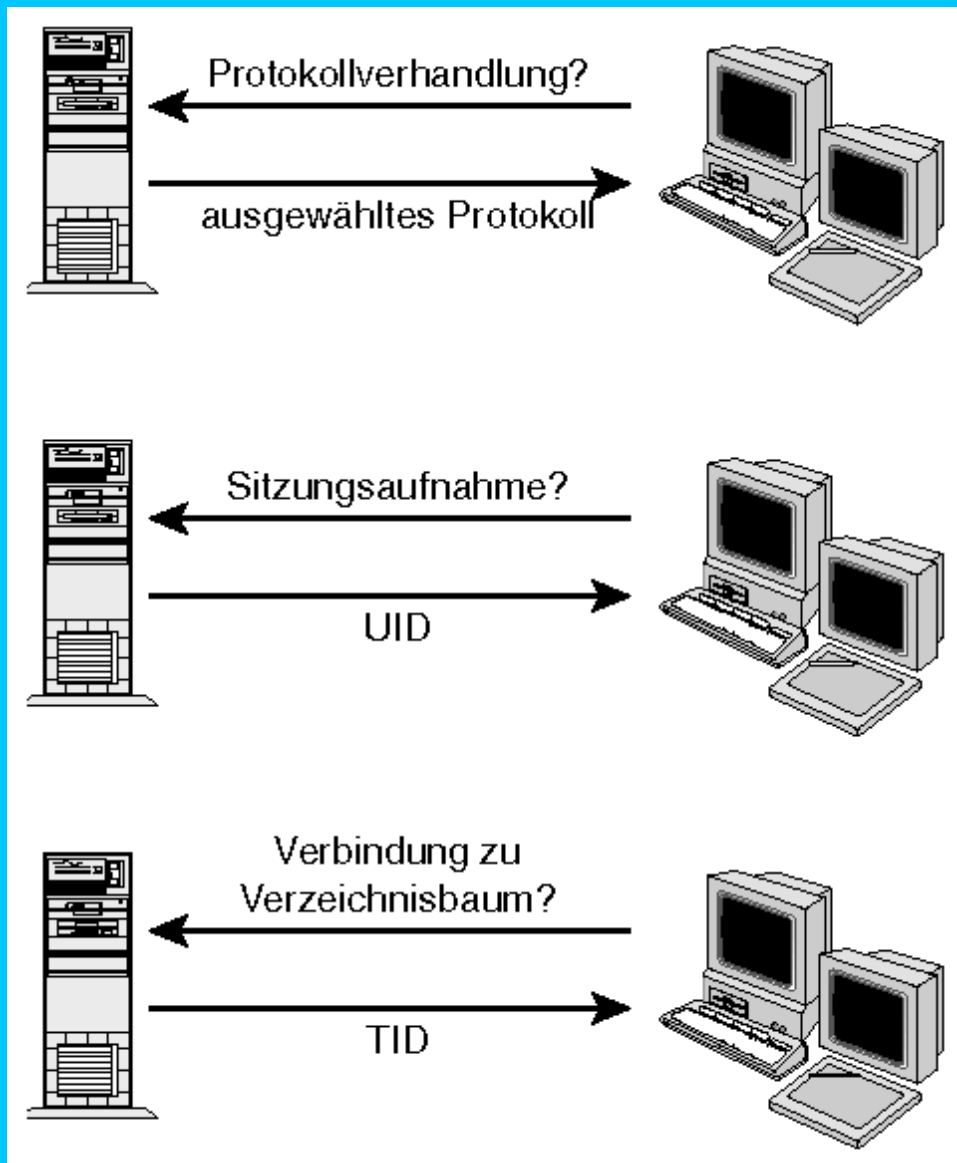 Protokollverhandlung?
ausgewähltes Protokoll
Sitzungsaufnahme?
UID
Verbindung zu
Verzeichnisbaum?
TID